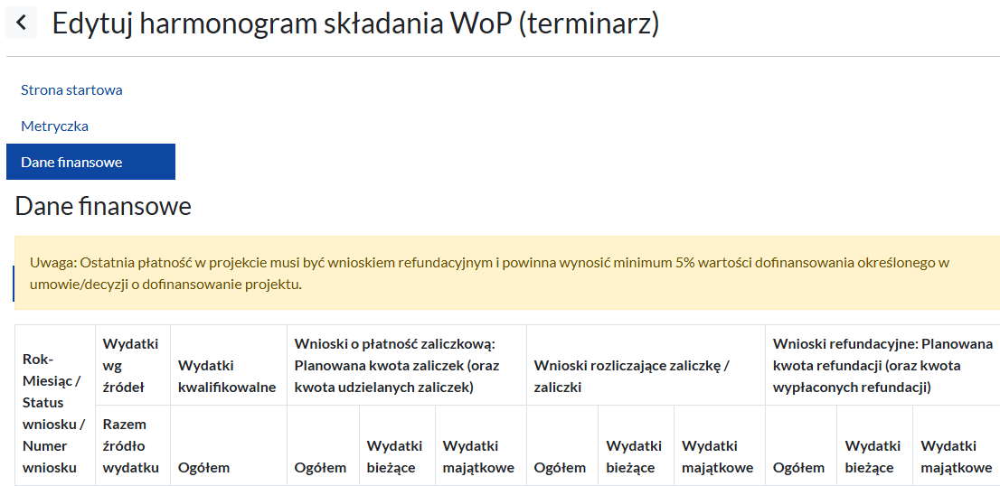 Edytuj harmonogram składania WoP (terminarz)
Strona startowa
Metryczka
Dane finansowe
Dane finansowe
Uwaga: Ostatnia płatność w projekcie musi być wnioskiem refundacyjnym i powinna wynosić minimum 5% wartości dofinansowania określonego w
umowie/decyzji o dofinansowanie projektu.
Rok-
Miesiąc /
Status
wniosku /
Numer
wniosku
Wydatki
wg
źródeł
Wydatki
kwalifikowalne
Wnioski o płatność zaliczkową:
Planowana kwota zaliczek (oraz
kwota udzielanych zaliczek)
Wnioski rozliczające zaliczkę /
zaliczki
Wnioski refundacyjne: Planowana
kwota refundacji (oraz kwota
wypłaconych refundacji)
Razem
źródło
wydatku
Ogółem
Ogółem
Wydatki
bieżące
Wydatki
majątkowe
Ogółem
Wydatki
bieżące
Wydatki
majątkowe
Ogółem
Wydatki
bieżące
Wydatki
majątkowe